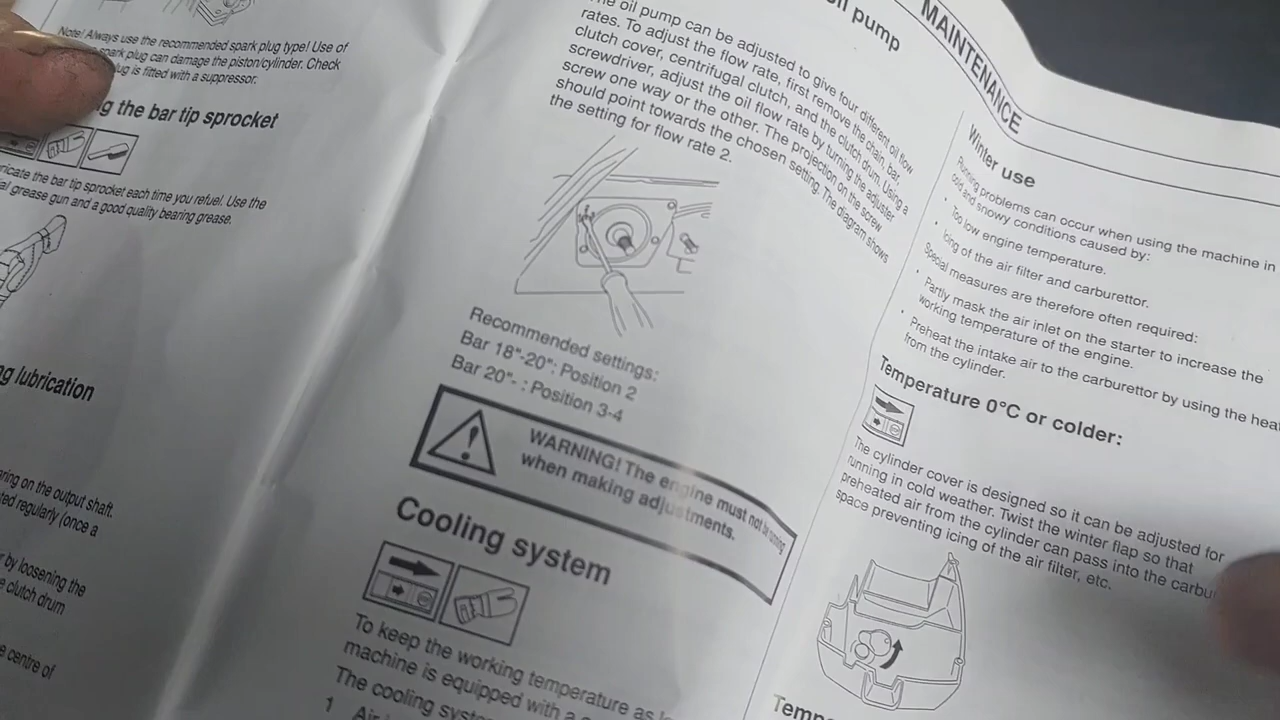 MAINTENANCE
Note! Always use the recommended spark plug type! Use of
spark plug can damage the piston/cylinder. Check
is fitted with a suppressor.
the bar tip sprocket
the bar tip sprocket each time you refuel. Use the
grease gun and a good quality bearing grease.
lubrication
on the output shaft.
regularly (once a
by loosening the
clutch drum
centre of
pump
The oil pump can be adjusted to give four different oil flow
rates. To adjust the flow rate, first remove the chain, bar,
clutch cover, centrifugal clutch, and the clutch drum. Using a
screwdriver, adjust the oil flow rate by turning the adjuster
screw one way or the other. The projection on the screw
should point towards the chosen setting. The diagram shows
the setting for flow rate 2.
Recommended settings:
Bar 18"-20": Position 2
Bar 20"- : Position 3-4
WARNING! The engine must not be running
when making adjustments.
Cooling system
To keep the working temperature as
machine is equipped with a
The cooling
1 Air
Winter use
Running problems can occur when using the machine in
cold and snowy conditions caused by:
• Too low engine temperature.
• Icing of the air filter and carburettor.
Special measures are therefore often required:
• Partly mask the air inlet on the starter to increase the
working temperature of the engine.
• Preheat the intake air to the carburettor by using the
from the cylinder.
Temperature 0°C or colder:
The cylinder cover is designed so it can be adjusted for
running in cold weather. Twist the winter flap so that
preheated air from the cylinder can pass into the
space preventing icing of the air filter, etc.